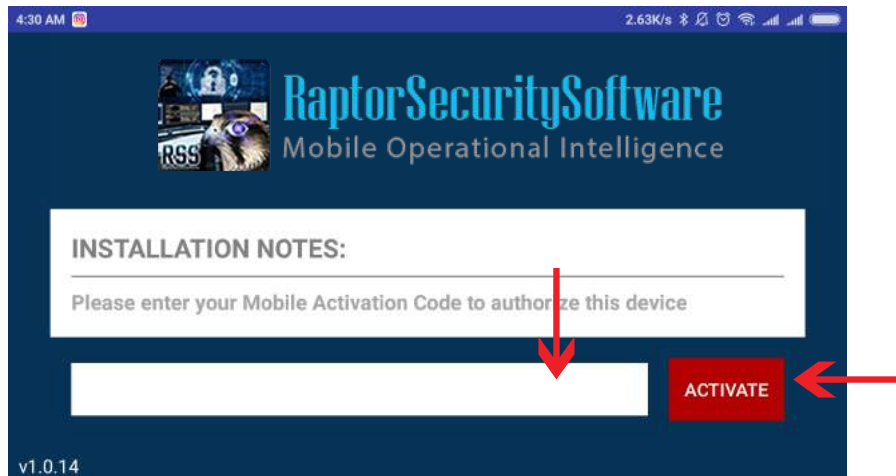 4:30 AM 2.63K/s
RSS
RaptorSecuritySoftware
Mobile Operational Intelligence
INSTALLATION NOTES:
Please enter your Mobile Activation Code to authorize this device
ACTIVATE
v1.0.14